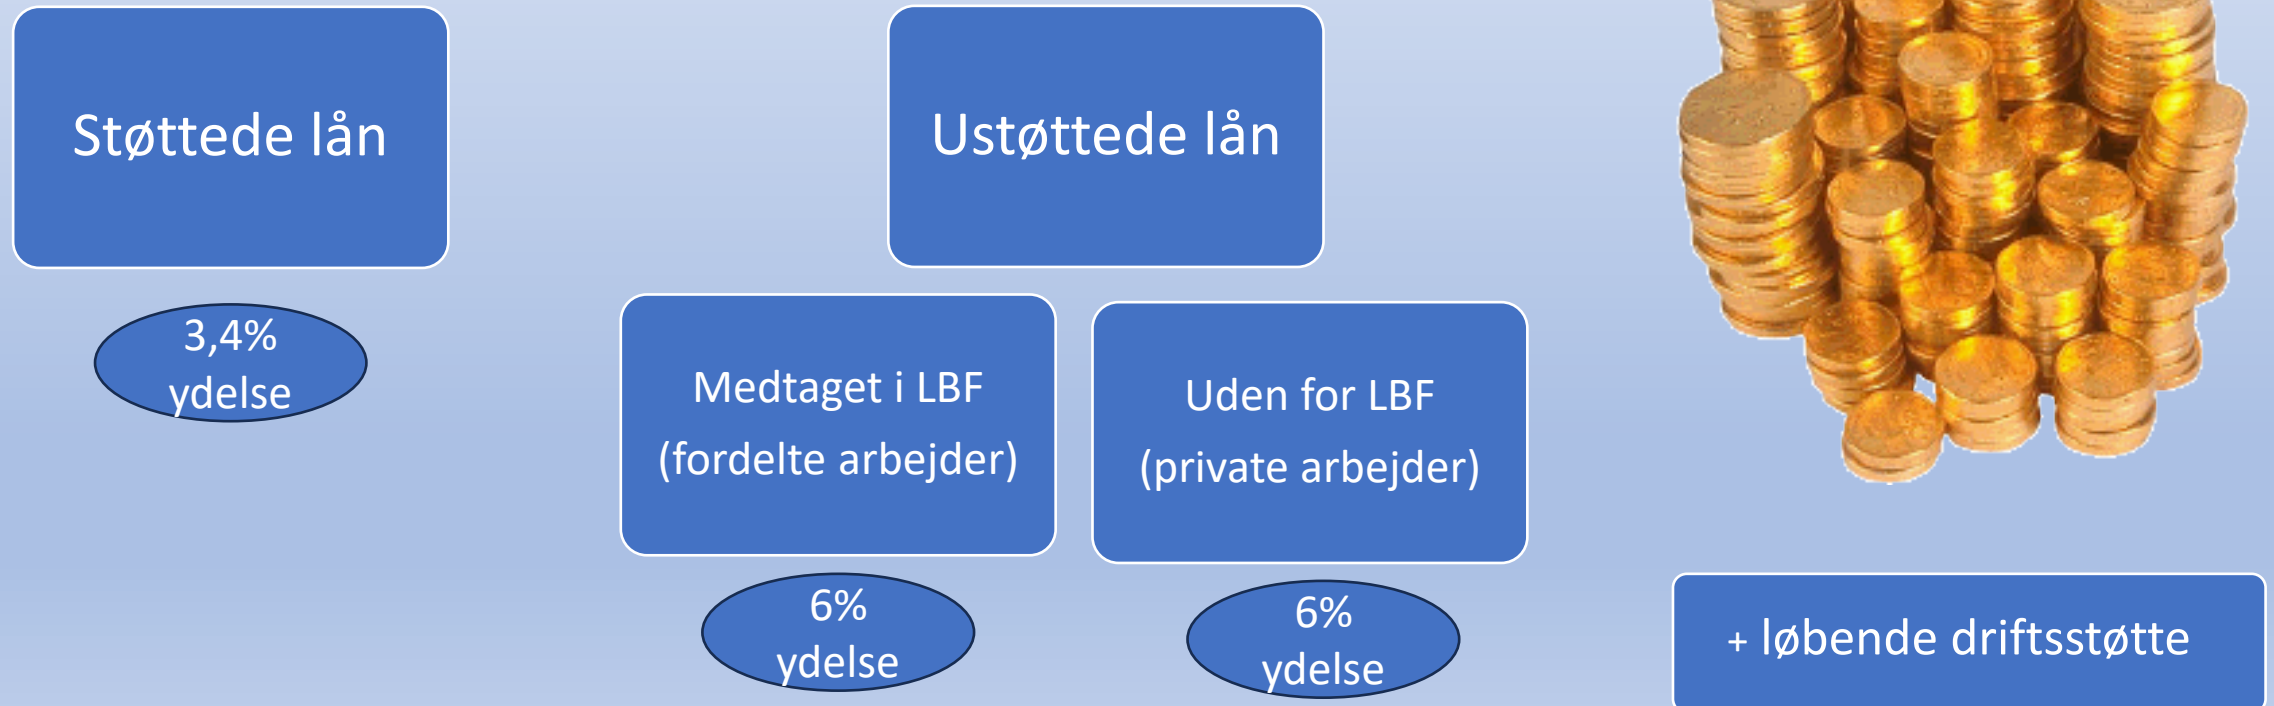 Støttede lån
3,4%
ydelse
Ustøttede lån
Medtaget i LBF
(fordelte arbejder)
6%
ydelse
Uden for LBF
(private arbejder)
6%
ydelse
+ løbende driftsstøtte